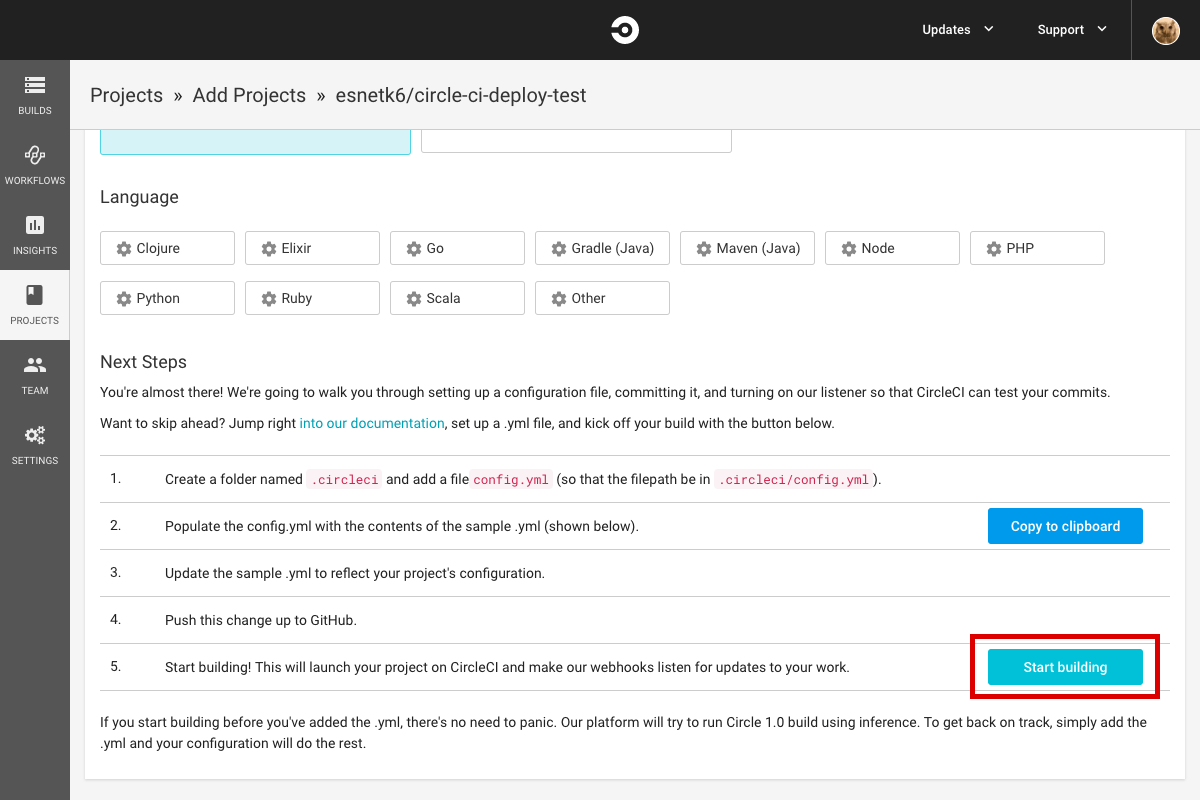 Updates
Support
BUILDS
WORKFLOWS
INSIGHTS
PROJECTS
TEAM
SETTINGS
Projects » Add Projects » esnetk6/circle-ci-deploy-test
Language
Clojure Elixir Go Gradle (Java) Maven (Java) Node PHP
Python Ruby Scala Other
Next Steps
You're almost there! We're going to walk you through setting up a configuration file, committing it, and turning on our listener so that CircleCI can test your commits.
Want to skip ahead? Jump right into our documentation, set up a .yml file, and kick off your build with the button below.
1. Create a folder named .circleci and add a file config.yml (so that the filepath be in .circleci/config.yml ).
2. Populate the config.yml with the contents of the sample .yml (shown below). Copy to clipboard
3. Update the sample .yml to reflect your project's configuration.
4. Push this change up to GitHub.
5. Start building! This will launch your project on CircleCI and make our webhooks listen for updates to your work. Start building
If you start building before you've added the .yml, there's no need to panic. Our platform will try to run Circle 1.0 build using inference. To get back on track, simply add the
.yml and your configuration will do the rest.